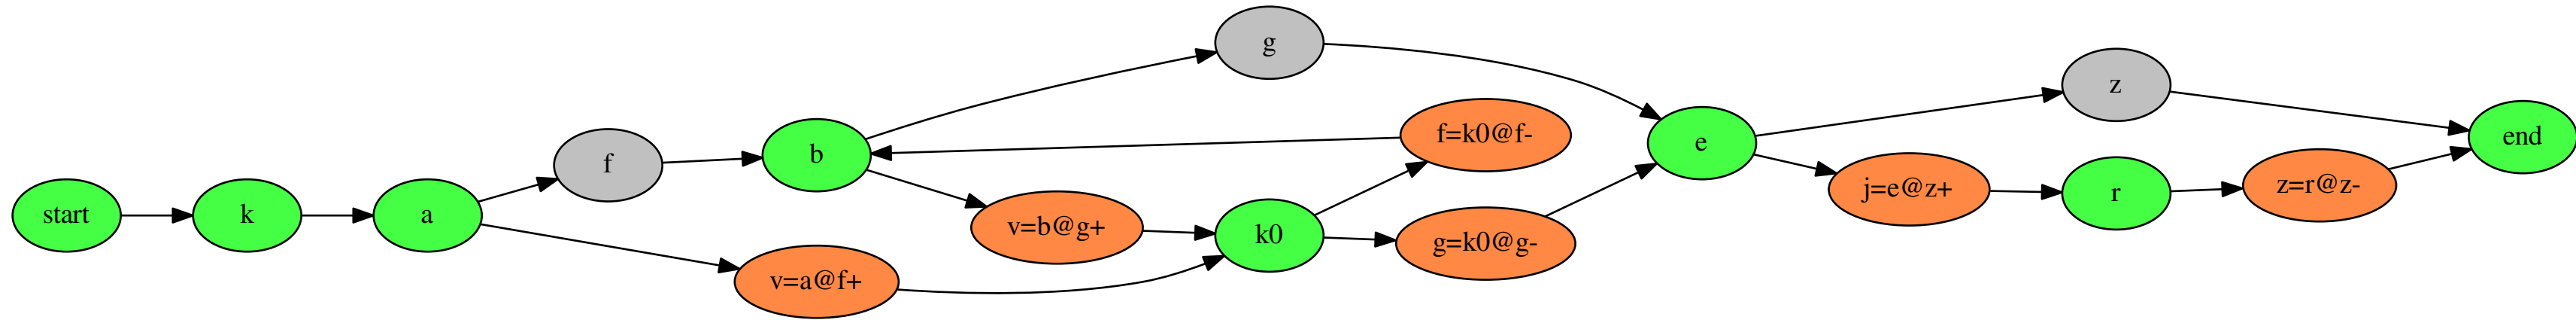 start
k
a
f
v=a@f+
b
v=b@g+
g
k0
f=k0@f-
g=k0@g-
e
j=e@z+
z
r
z=r@z-
end